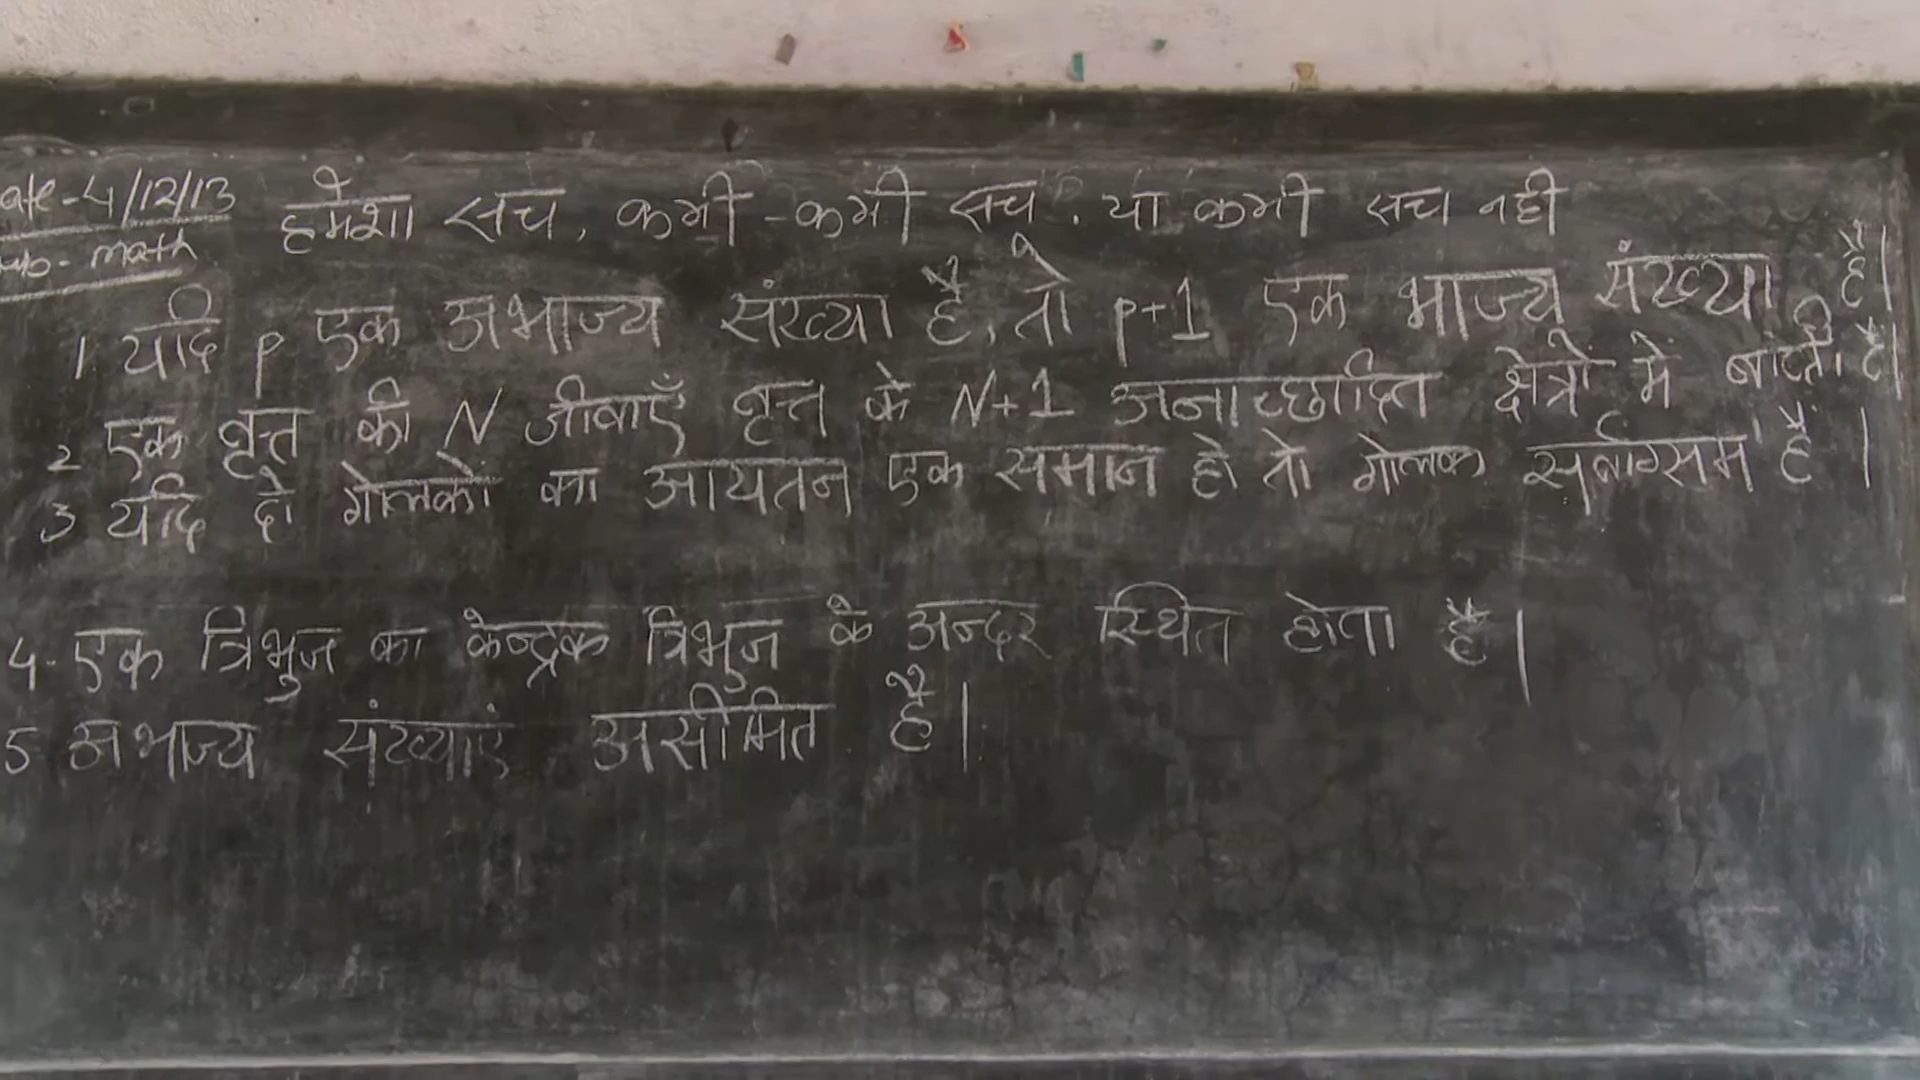 ate-4/12/13
हमेशा सच, कभी-कभी सच. या कभी सच नही
ub- math
1. यदि p एक अभाज्य संख्या है, तो p+1 एक भाज्य संख्या है।
2 एक वृत्त की N जीवाएँ वृत्त के N+1 अनाच्छादित क्षेत्रों में बांटती है।
3 यदि दो गोलकों का आयतन एक समान हो तो गोलक सर्वांगसम है।
4. एक त्रिभुज का केन्द्रक त्रिभुज के अन्दर स्थित होता है।
5 अभाज्य संख्याएं असीमित है।